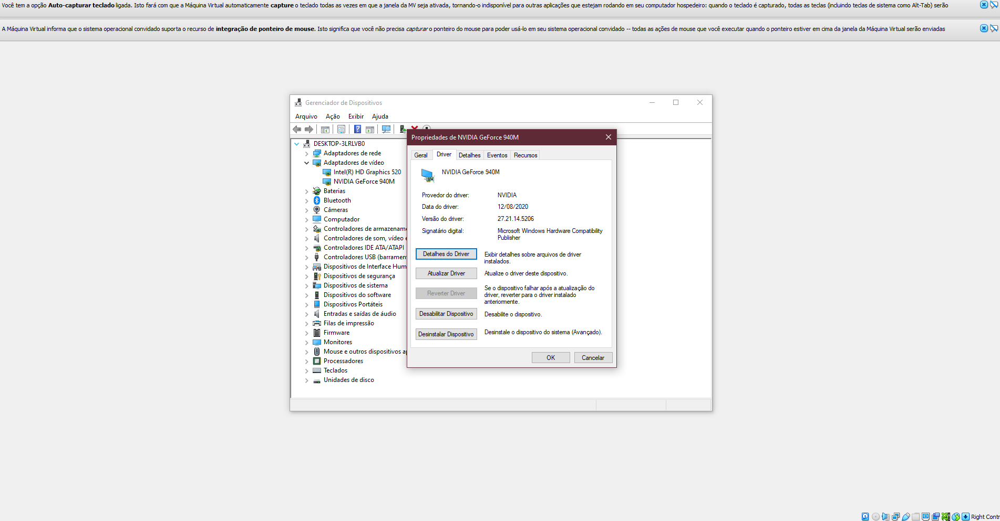 Você tem a opção Auto-capturar teclado ligada. Isto fará com que a Máquina Virtual automaticamente capture o teclado todas as vezes em que a janela da MV seja ativada, tornando-o indisponível para outras aplicações que estejam rodando em seu computador hospedeiro: quando o teclado é capturado, todas as teclas (incluindo teclas de sistema como Alt-Tab) serão
A Máquina Virtual informa que o sistema operacional convidado suporta o recurso de integração de ponteiro de mouse. Isto significa que você não precisa capturar o ponteiro do mouse para poder usá-lo em seu sistema operacional convidado -- todas as ações de mouse que você executar quando o ponteiro estiver em cima da janela da Máquina Virtual serão enviadas
Gerenciador de Dispositivos
Arquivo Ação Exibir Ajuda
DESKTOP-3LRLVB0
Adaptadores de rede
Adaptadores de vídeo
Intel(R) HD Graphics 520
NVIDIA GeForce 940M
Baterias
Bluetooth
Câmeras
Computador
Controladores de armazename
Controladores de som, vídeo e
Controladores IDE ATA/ATAPI
Controladores USB (barramen
Dispositivos de Interface Hum
Dispositivos de segurança
Dispositivos de sistema
Dispositivos do software
Dispositivos Portáteis
Entradas e saídas de áudio
Filas de impressão
Firmware
Monitores
Mouse e outros dispositivos ap
Processadores
Teclados
Unidades de disco
Propriedades de NVIDIA GeForce 940M
Geral Driver Detalhes Eventos Recursos
NVIDIA GeForce 940M
Provedor do driver: NVIDIA
Data do driver: 12/08/2020
Versão do driver: 27.21.14.5206
Signatário digital: Microsoft Windows Hardware Compatibility
Publisher
Detalhes do Driver Exibir detalhes sobre arquivos de driver
instalados.
Atualizar Driver Atualize o driver deste dispositivo.
Reverter Driver Se o dispositivo falhar após a atualização do
driver, reverter para o driver instalado
anteriormente.
Desabilitar Dispositivo Desabilite o dispositivo.
Desinstalar Dispositivo Desinstale o dispositivo do sistema (Avançado).
OK Cancelar
Right Contr